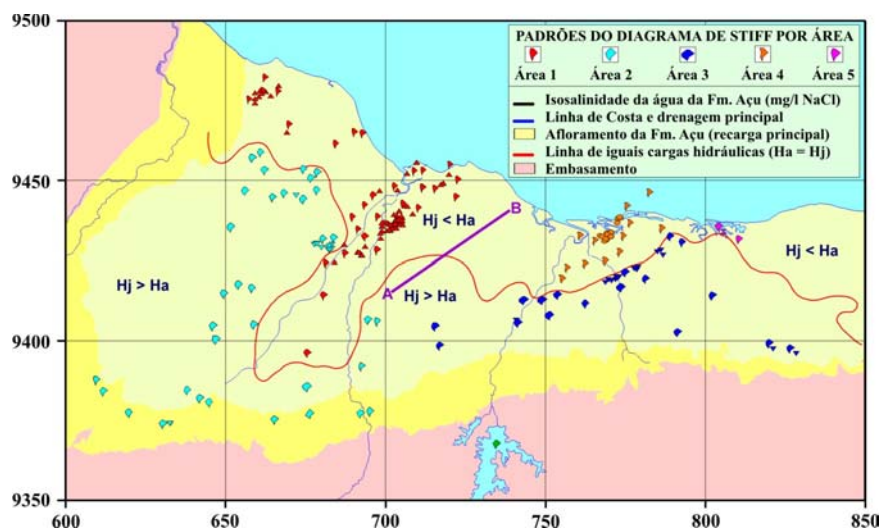 PADRÕES DO DIAGRAMA DE STIFF POR ÁREA
Área 1 Área 2 Área 3 Área 4 Área 5
Isosalinidade da água da Fm. Açu (mg/l NaCl)
Linha de Costa e drenagem principal
Afloramento da Fm. Açu (recarga principal)
Linha de iguais cargas hidráulicas (Ha = Hj)
Embasamento
9500
9450
9400
9350
600 650 700 750 800 850
Hj < Ha
B
Hj < Ha
Hj > Ha
A
Hj > Ha